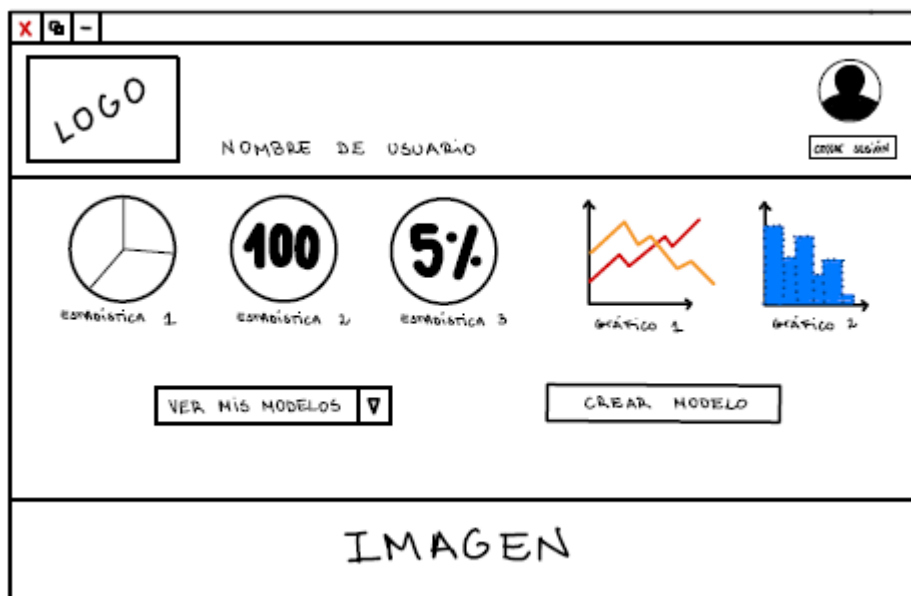 X
LOGO
NOMBRE DE USUARIO
CERRAR SESIÓN
100
5%
ESTADÍSTICA 1
ESTADÍSTICA 2
ESTADÍSTICA 3
GRÁFICO 1
GRÁFICO 2
VER MIS MODELOS
CREAR MODELO
IMAGEN